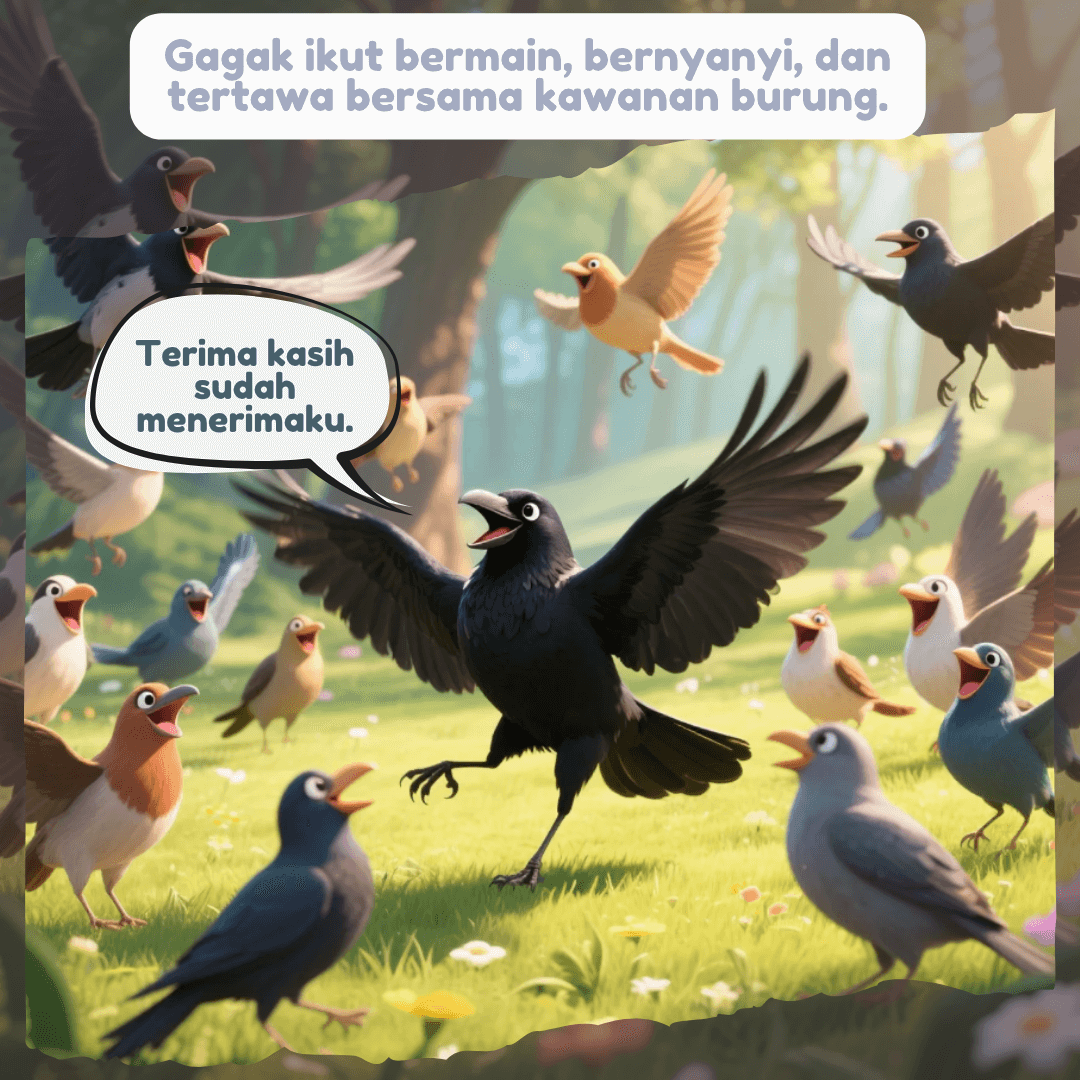 Gagak ikut bermain, bernyanyi, dan
tertawa bersama kawanan burung.
Terima kasih
sudah
menerimaku.